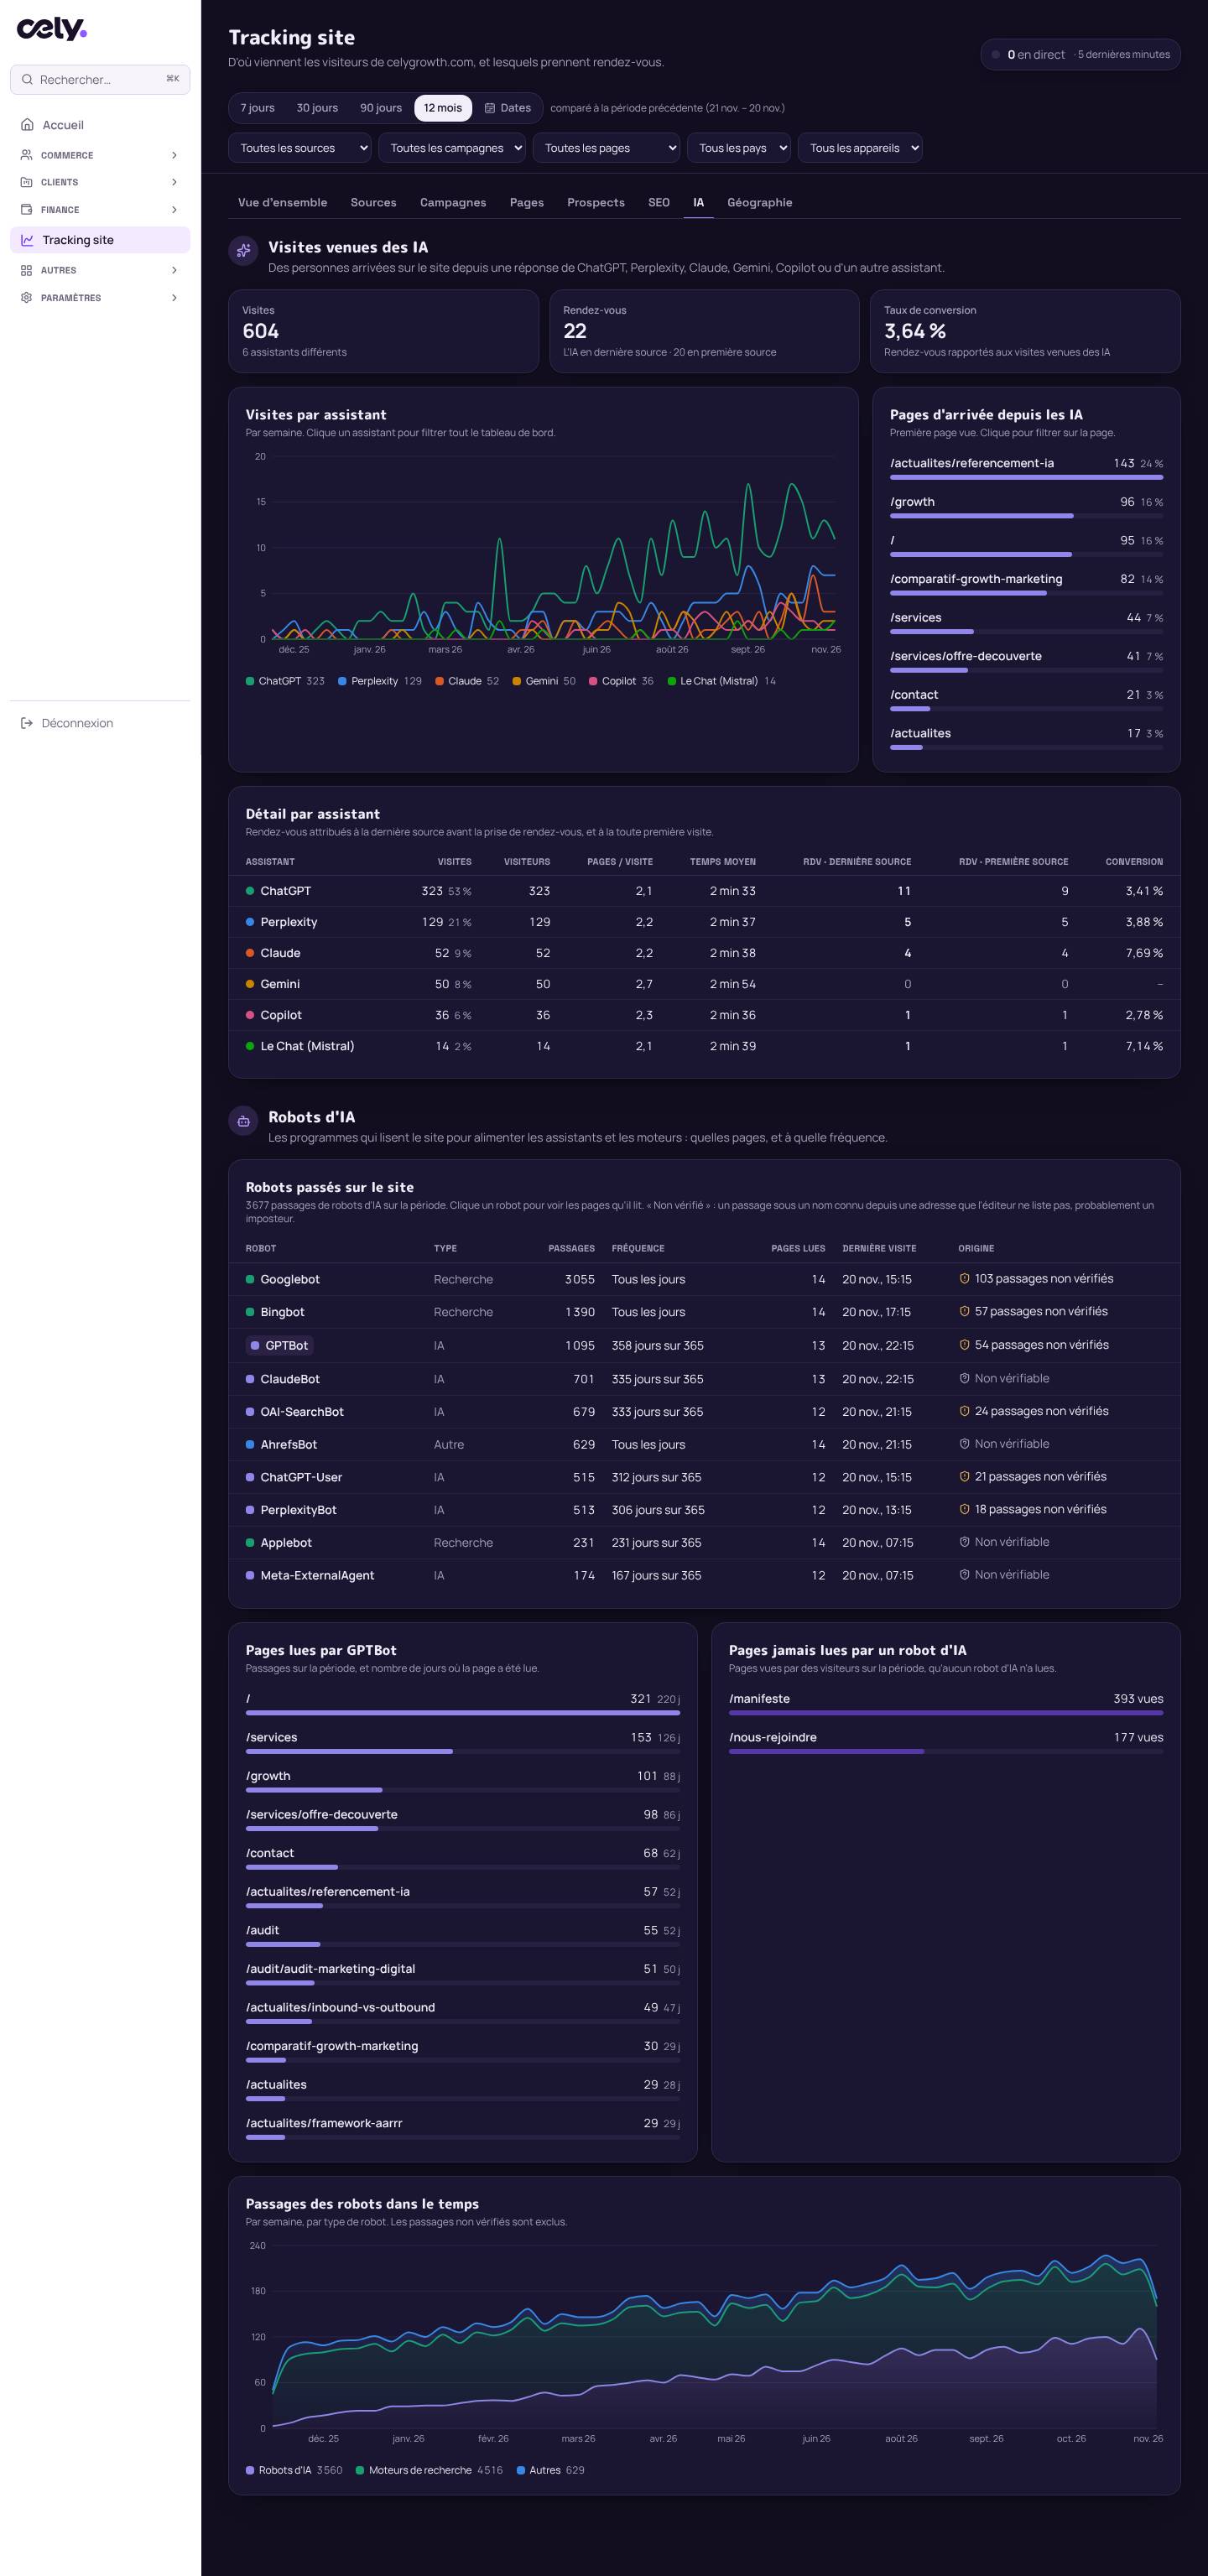 cely.
Rechercher... ⌘K
Accueil
COMMERCE
CLIENTS
FINANCE
Tracking site
AUTRES
PARAMÈTRES
Déconnexion
Tracking site
D'où viennent les visiteurs de celygrowth.com, et lesquels prennent rendez-vous.
0 en direct · 5 dernières minutes
7 jours 30 jours 90 jours 12 mois Dates comparé à la période précédente (21 nov. – 20 nov.)
Toutes les sources Toutes les campagnes Toutes les pages Tous les pays Tous les appareils
Vue d'ensemble Sources Campagnes Pages Prospects SEO IA Géographie
Visites venues des IA
Des personnes arrivées sur le site depuis une réponse de ChatGPT, Perplexity, Claude, Gemini, Copilot ou d'un autre assistant.
Visites
604
6 assistants différents
Rendez-vous
22
L'IA en dernière source · 20 en première source
Taux de conversion
3,64 %
Rendez-vous rapportés aux visites venues des IA
Visites par assistant
Par semaine. Clique un assistant pour filtrer tout le tableau de bord.
20
15
10
5
0
déc. 25 janv. 26 mars 26 avr. 26 juin 26 août 26 sept. 26 nov. 26
ChatGPT 323 Perplexity 129 Claude 52 Gemini 50 Copilot 36 Le Chat (Mistral) 14
Pages d'arrivée depuis les IA
Première page vue. Clique pour filtrer sur la page.
/actualites/referencement-ia 143 24 %
/growth 96 16 %
/ 95 16 %
/comparatif-growth-marketing 82 14 %
/services 44 7 %
/services/offre-decouverte 41 7 %
/contact 21 3 %
/actualites 17 3 %
Détail par assistant
Rendez-vous attribués à la dernière source avant la prise de rendez-vous, et à la toute première visite.
ASSISTANT VISITES VISITEURS PAGES / VISITE TEMPS MOYEN RDV · DERNIÈRE SOURCE RDV · PREMIÈRE SOURCE CONVERSION
ChatGPT 323 53 % 323 2,1 2 min 33 11 9 3,41 %
Perplexity 129 21 % 129 2,2 2 min 37 5 5 3,88 %
Claude 52 9 % 52 2,2 2 min 38 4 4 7,69 %
Gemini 50 8 % 50 2,7 2 min 54 0 0 –
Copilot 36 6 % 36 2,3 2 min 36 1 1 2,78 %
Le Chat (Mistral) 14 2 % 14 2,1 2 min 39 1 1 7,14 %
Robots d'IA
Les programmes qui lisent le site pour alimenter les assistants et les moteurs : quelles pages, et à quelle fréquence.
Robots passés sur le site
3 677 passages de robots d'IA sur la période. Clique un robot pour voir les pages qu'il lit. « Non vérifié » : un passage sous un nom connu depuis une adresse que l'éditeur ne liste pas, probablement un
imposteur.
ROBOT TYPE PASSAGES FRÉQUENCE PAGES LUES DERNIÈRE VISITE ORIGINE
Googlebot Recherche 3 055 Tous les jours 14 20 nov., 15:15 103 passages non vérifiés
Bingbot Recherche 1 390 Tous les jours 14 20 nov., 17:15 57 passages non vérifiés
GPTBot IA 1 095 358 jours sur 365 13 20 nov., 22:15 54 passages non vérifiés
ClaudeBot IA 701 335 jours sur 365 13 20 nov., 22:15 Non vérifiable
OAI-SearchBot IA 679 333 jours sur 365 12 20 nov., 21:15 24 passages non vérifiés
AhrefsBot Autre 629 Tous les jours 14 20 nov., 21:15 Non vérifiable
ChatGPT-User IA 515 312 jours sur 365 12 20 nov., 15:15 21 passages non vérifiés
PerplexityBot IA 513 306 jours sur 365 12 20 nov., 13:15 18 passages non vérifiés
Applebot Recherche 231 231 jours sur 365 14 20 nov., 07:15 Non vérifiable
Meta-ExternalAgent IA 174 167 jours sur 365 12 20 nov., 07:15 Non vérifiable
Pages lues par GPTBot
Passages sur la période, et nombre de jours où la page a été lue.
/ 321 220 j
/services 153 126 j
/growth 101 88 j
/services/offre-decouverte 98 86 j
/contact 68 62 j
/actualites/referencement-ia 57 52 j
/audit 55 52 j
/audit/audit-marketing-digital 51 50 j
/actualites/inbound-vs-outbound 49 47 j
/comparatif-growth-marketing 30 29 j
/actualites 29 28 j
/actualites/framework-aarrr 29 29 j
Pages jamais lues par un robot d'IA
Pages vues par des visiteurs sur la période, qu'aucun robot d'IA n'a lues.
/manifeste 393 vues
/nous-rejoindre 177 vues
Passages des robots dans le temps
Par semaine, par type de robot. Les passages non vérifiés sont exclus.
240
180
120
60
0
déc. 25 janv. 26 févr. 26 mars 26 avr. 26 mai 26 juin 26 août 26 sept. 26 oct. 26 nov. 26
Robots d'IA 3 560 Moteurs de recherche 4 516 Autres 629